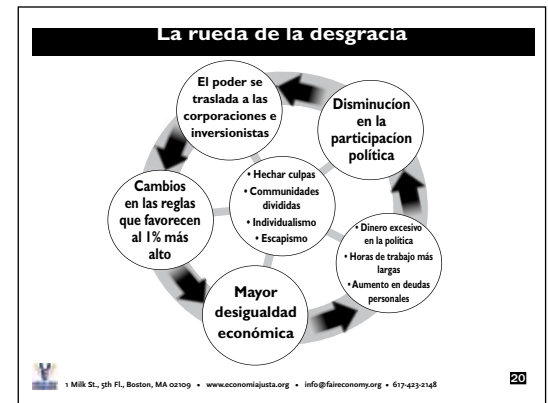 La rueda de la desgracia
El poder se
traslada a las
corporaciones e
inversionistas
Disminucíon
en la
participacíon
política
Cambios
en las reglas
que favorecen
al 1% más
alto
• Hechar culpas
• Communidades
divididas
• Individualismo
• Escapismo
• Dinero excesivo
en la política
• Horas de trabajo más
largas
• Aumento en deudas
personales
Mayor
desigualdad
económica
1 Milk St., 5th Fl., Boston, MA 02109 • www.economiajusta.org • info@faireconomy.org • 617-423-2148
20